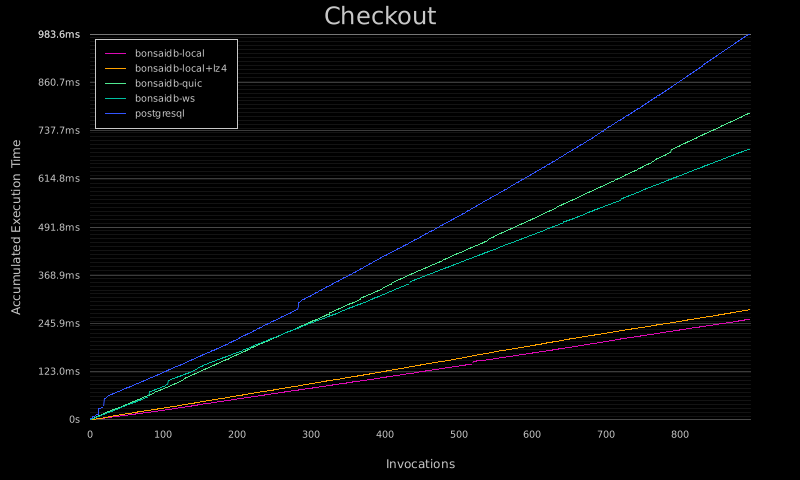 Checkout
983.6ms
860.7ms
737.7ms
614.8ms
491.8ms
368.9ms
245.9ms
123.0ms
0s
Accumulated Execution Time
bonsaidb-local
bonsaidb-local+lz4
bonsaidb-quic
bonsaidb-ws
postgresql
0 100 200 300 400 500 600 700 800
Invocations